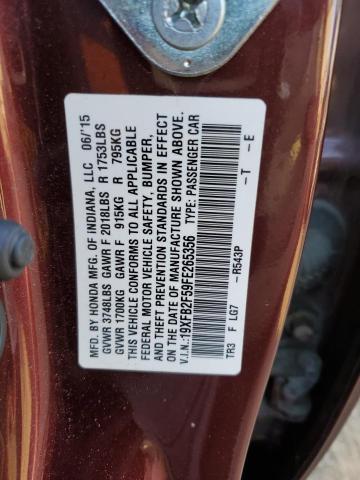 MFD. BY HONDA MFG. OF INDIANA, LLC 06/'15
GVWR 3748LBS GAWR F 2018LBS R 1753LBS
GVWR 1700KG GAWR F 915KG R 795KG
THIS VEHICLE CONFORMS TO ALL APPLICABLE
FEDERAL MOTOR VEHICLE SAFETY, BUMPER,
AND THEFT PREVENTION STANDARDS IN EFFECT
ON THE DATE OF MANUFACTURE SHOWN ABOVE.
V.I.N.:19XFB2F59FE265356 TYPE: PASSENGER CAR
TR3 F LG7 -R543P -T -E